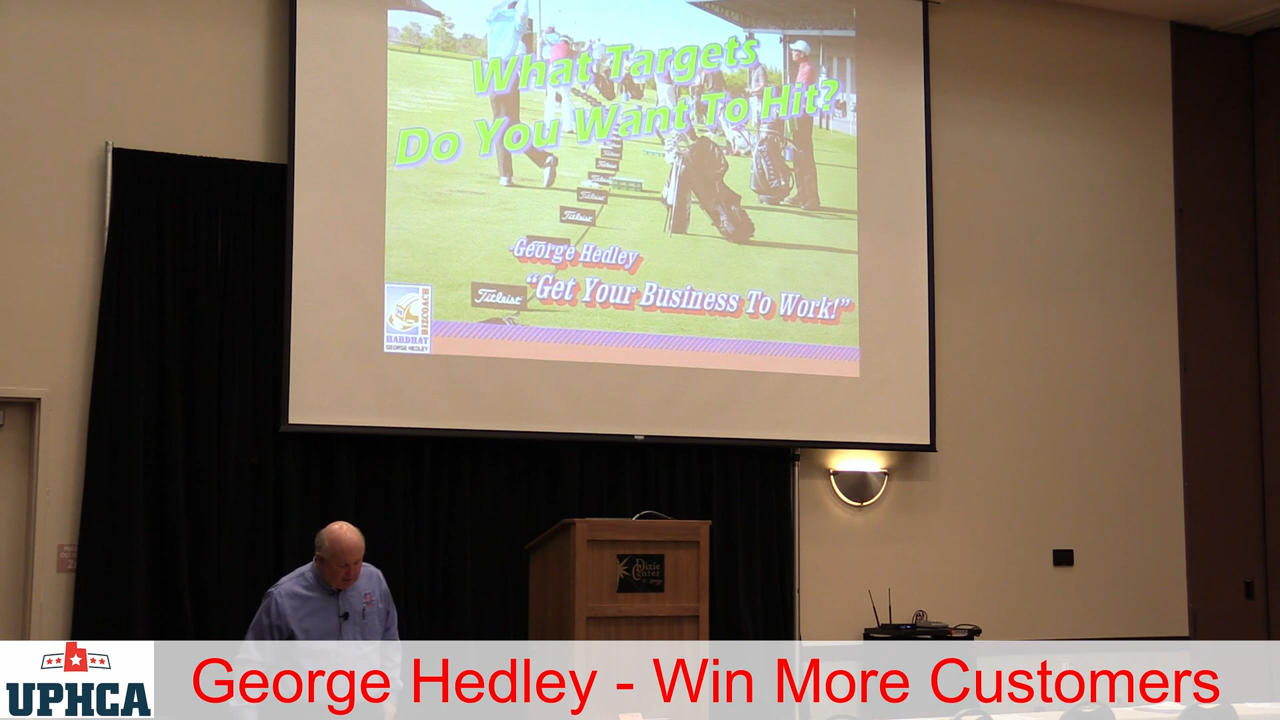 What Targets
Do You Want To Hit?
Titleist
Titleist
-George Hedley
Titleist
"Get Your Business To Work!"
HARDHAT
BIZCOACH
GEORGE HEDLEY
Dixie
Center
UPHCA
George Hedley - Win More Customers